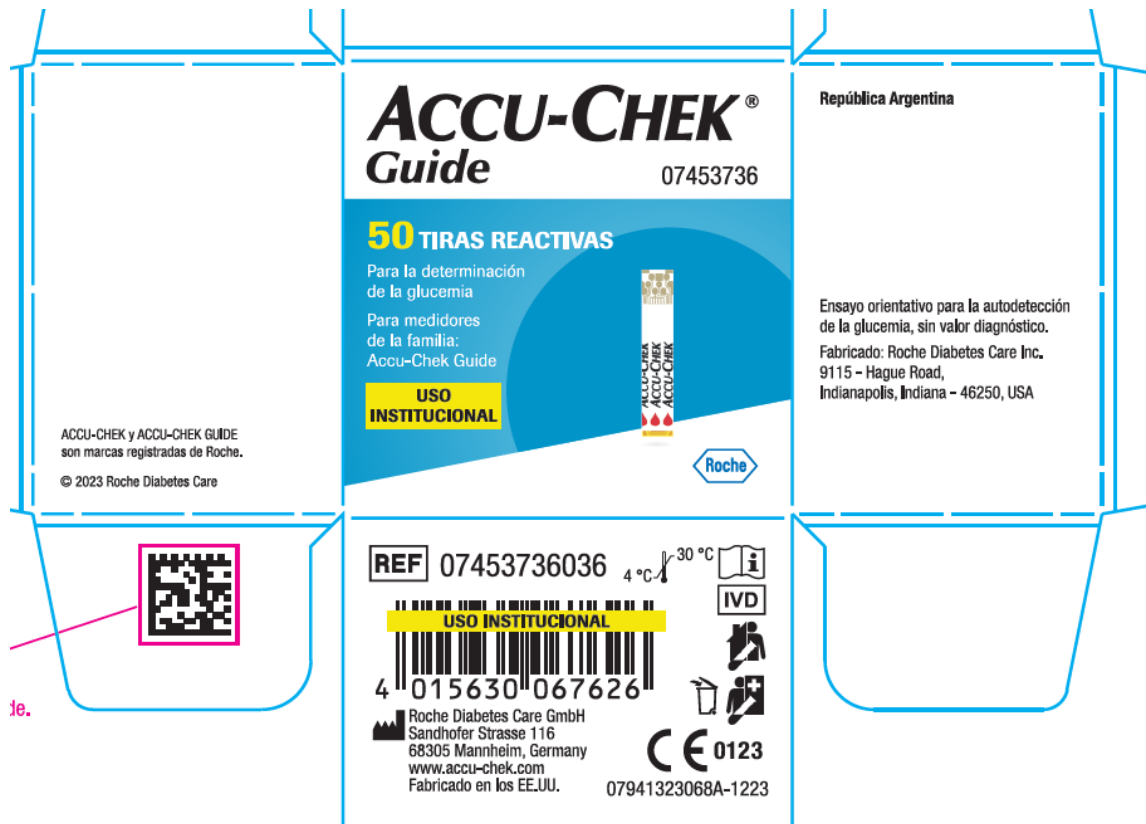 ACCU-CHEK®
Guide
07453736
50 TIRAS REACTIVAS
Para la determinación
de la glucemia
Para medidores
de la familia:
Accu-Chek Guide
USO
INSTITUCIONAL
ACCU-CHEK
ACCU-CHEK
ACCU-CHEK
Roche
ACCU-CHEK y ACCU-CHEK GUIDE
son marcas registradas de Roche.
© 2023 Roche Diabetes Care
República Argentina
Ensayo orientativo para la autodetección
de la glucemia, sin valor diagnóstico.
Fabricado: Roche Diabetes Care Inc.
9115 – Hague Road,
Indianapolis, Indiana – 46250, USA
de.
REF 07453736036
4 °C 30 °C
i
IVD
USO INSTITUCIONAL
4 015630 067626
Roche Diabetes Care GmbH
Sandhofer Strasse 116
68305 Mannheim, Germany
www.accu-chek.com
Fabricado en los EE.UU.
CE 0123
07941323068A-1223